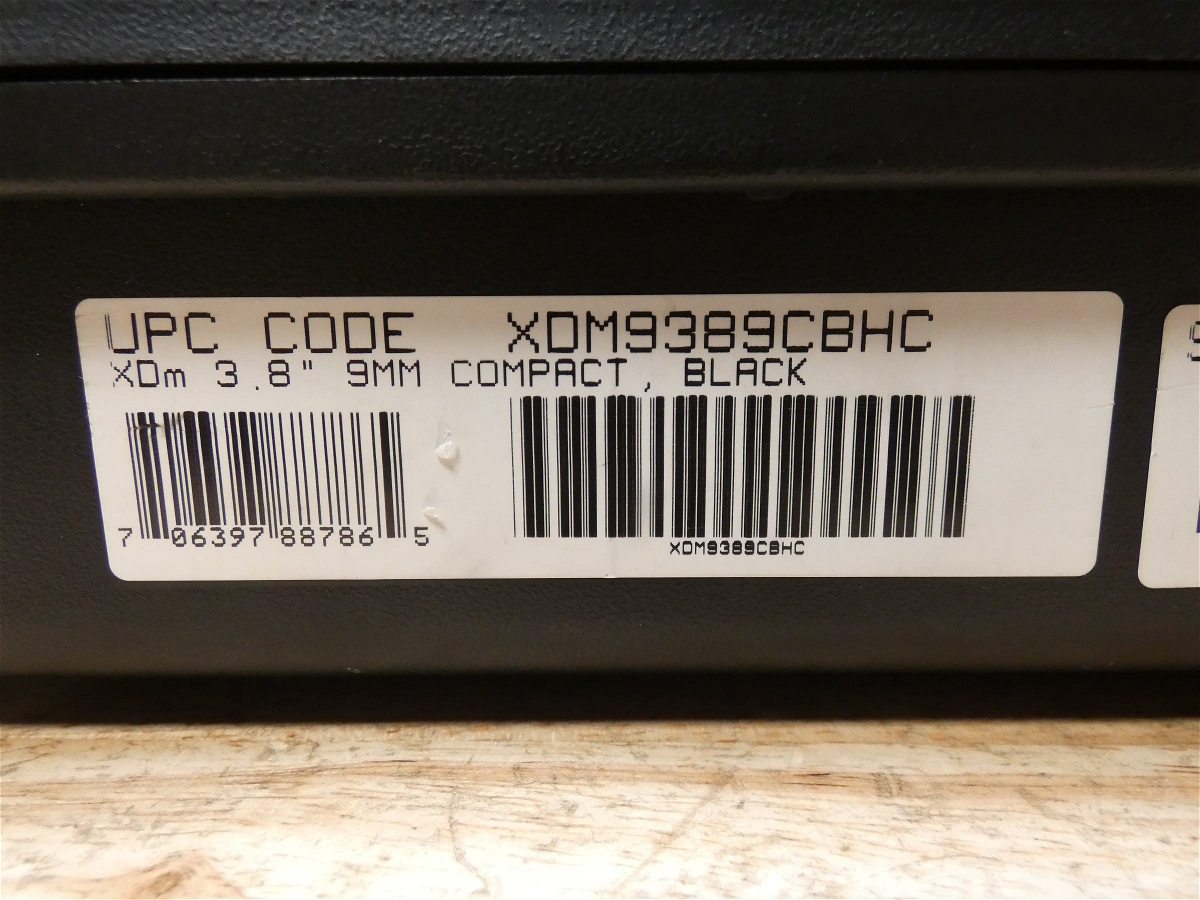 UPC CODE XDM9389CBHC
XDm 3.8" 9MM COMPACT, BLACK
7 06397 88786 5
XDM9389CBHC
S